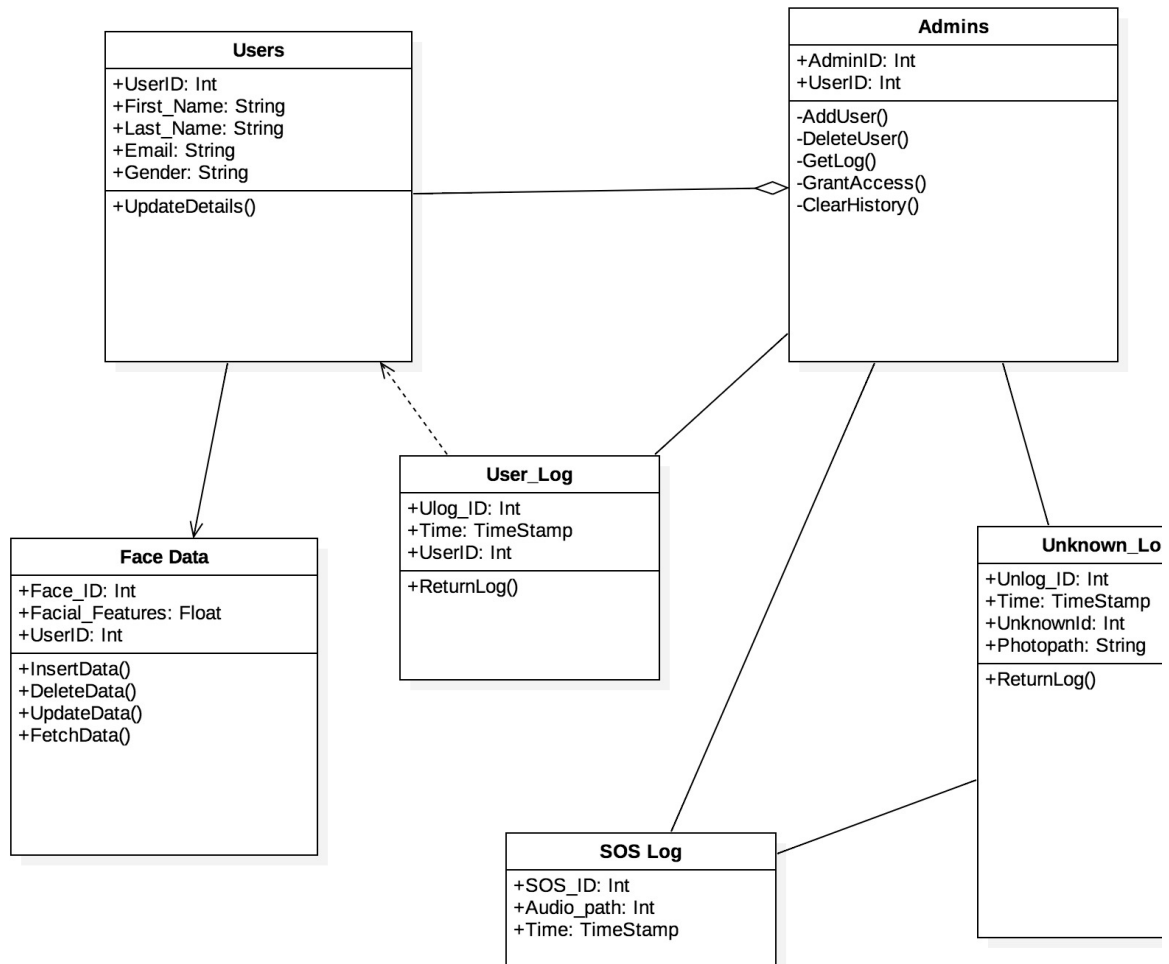 Users
+UserID: Int
+First_Name: String
+Last_Name: String
+Email: String
+Gender: String
+UpdateDetails()
Admins
+AdminID: Int
+UserID: Int
-AddUser()
-DeleteUser()
-GetLog()
-GrantAccess()
-ClearHistory()
User_Log
+Ulog_ID: Int
+Time: TimeStamp
+UserID: Int
+ReturnLog()
Face Data
+Face_ID: Int
+Facial_Features: Float
+UserID: Int
+InsertData()
+DeleteData()
+UpdateData()
+FetchData()
Unknown_Lo
+Unlog_ID: Int
+Time: TimeStamp
+UnknownId: Int
+Photopath: String
+ReturnLog()
SOS Log
+SOS_ID: Int
+Audio_path: Int
+Time: TimeStamp